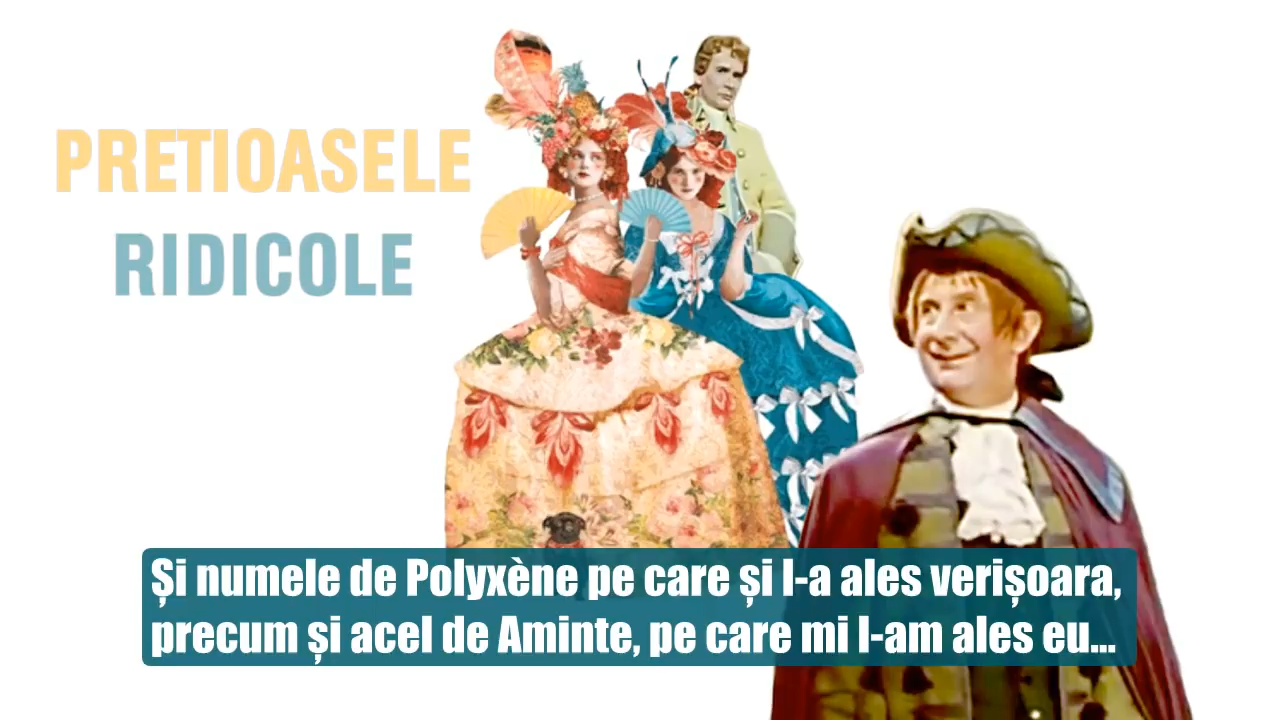 PRETIOASELE
RIDICOLE
Și numele de Polyxène pe care și l-a ales verișoara,
precum și acel de Aminte, pe care mi l-am ales eu...